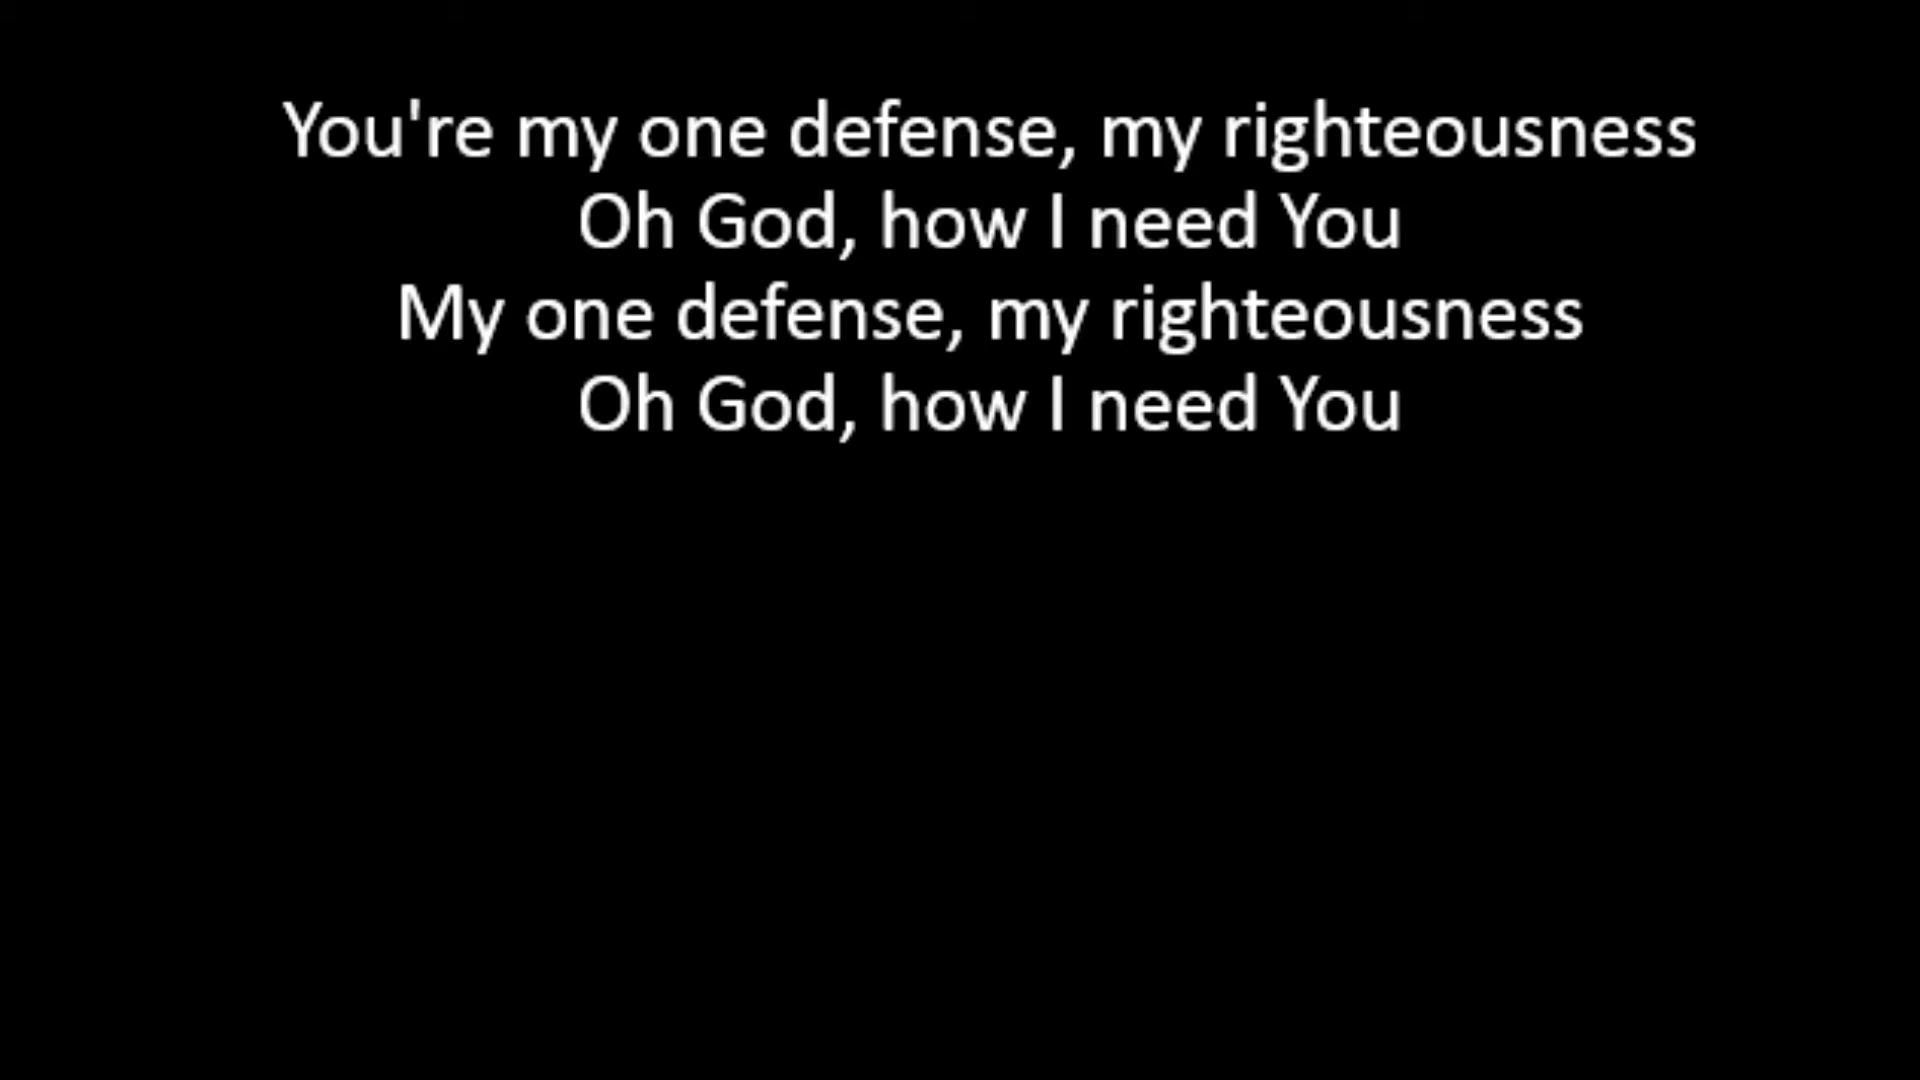 You're my one defense, my righteousness
Oh God, how I need You
My one defense, my righteousness
Oh God, how I need You